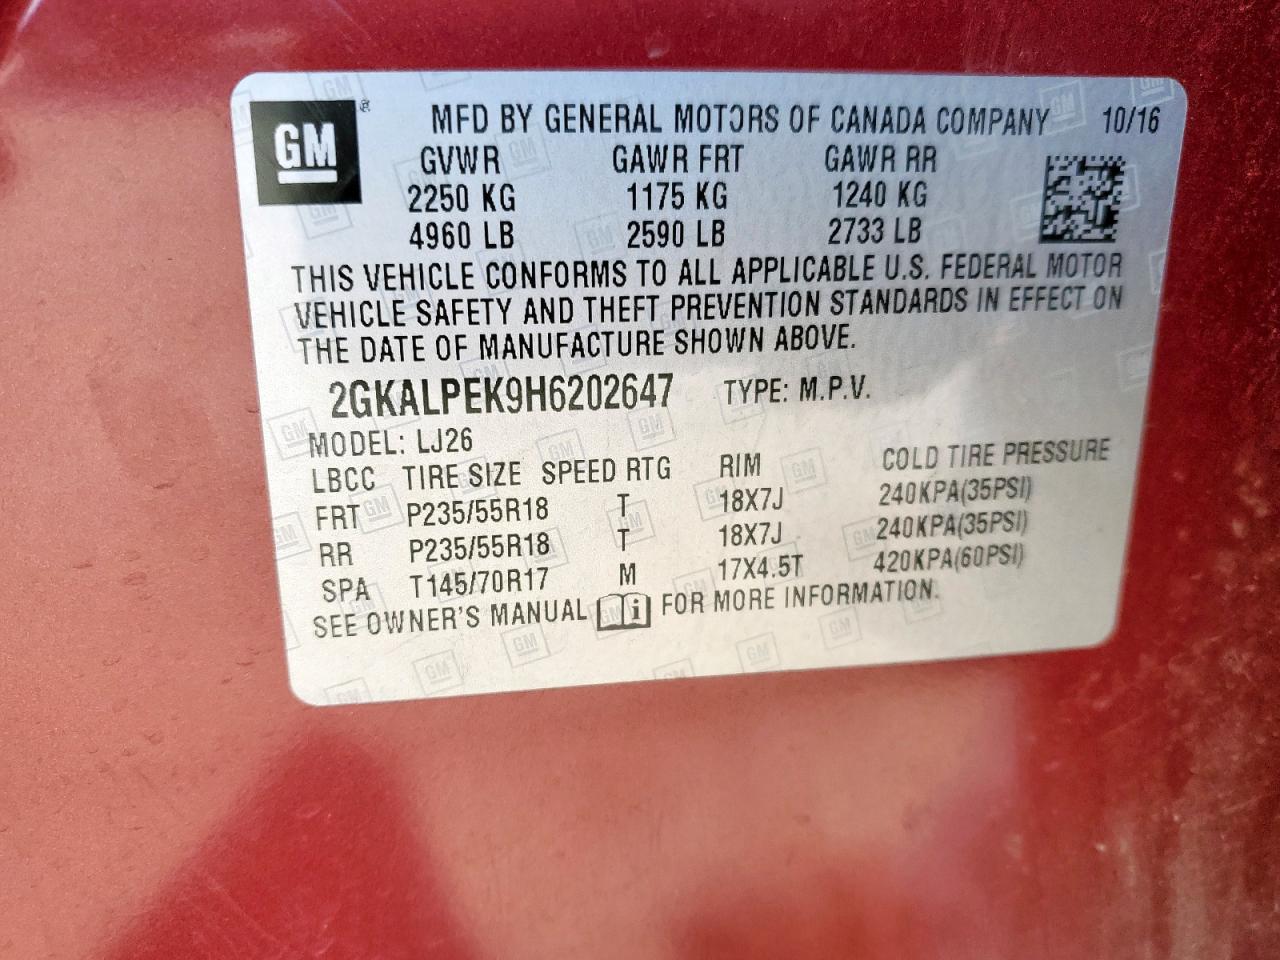 GM ®
MFD BY GENERAL MOTORS OF CANADA COMPANY 10/16
GVWR GAWR FRT GAWR RR
2250 KG 1175 KG 1240 KG
4960 LB 2590 LB 2733 LB
THIS VEHICLE CONFORMS TO ALL APPLICABLE U.S. FEDERAL MOTOR
VEHICLE SAFETY AND THEFT PREVENTION STANDARDS IN EFFECT ON
THE DATE OF MANUFACTURE SHOWN ABOVE.
2GKALPEK9H6202647 TYPE: M.P.V.
MODEL: LJ26
LBCC TIRE SIZE SPEED RTG RIM COLD TIRE PRESSURE
FRT P235/55R18 T 18X7J 240KPA(35PSI)
RR P235/55R18 T 18X7J 240KPA(35PSI)
SPA T145/70R17 M 17X4.5T 420KPA(60PSI)
SEE OWNER'S MANUAL i FOR MORE INFORMATION.